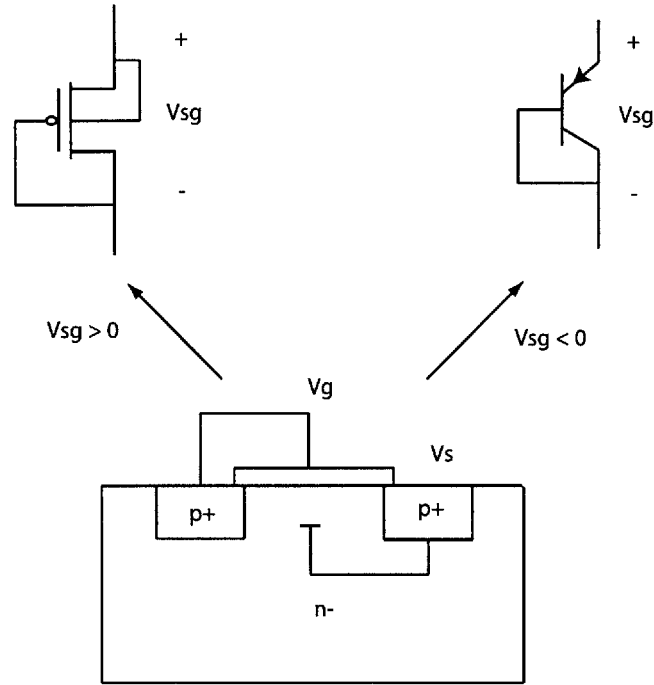 + +
Vsg Vsg
- -
Vsg > 0 Vsg < 0
Vg
Vs
p+ p+
n-